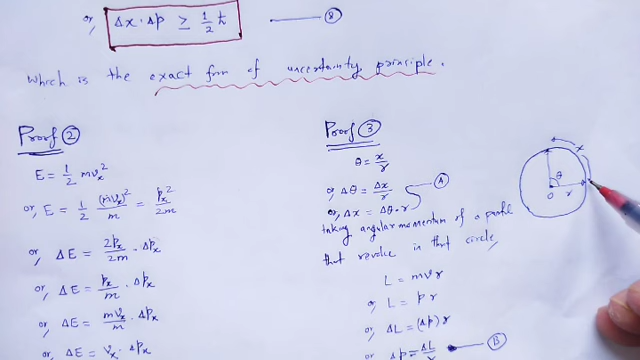 or, Δx · Δp ≥ 1/2 ħ ——— (8)
Which is the exact form of uncertainty principle.
Proof (2)
E = 1/2 mvx²
or, E = 1/2 (mvx)²/m = px²/2m
or, ΔE = 2px/2m · Δpx
or, ΔE = px/m · Δpx
or, ΔE = mvx/m · Δpx
or, ΔE = vx · Δpx
Proof (3)
θ = x/r
or, Δθ = Δx/r
or, Δx = Δθ · r (A)
taking angular momentum of a particle
that revolve in that circle,
L = mvr
or, L = pr
or, ΔL = (Δp)r
or, Δp = ΔL/r (B)
x
θ
O
r